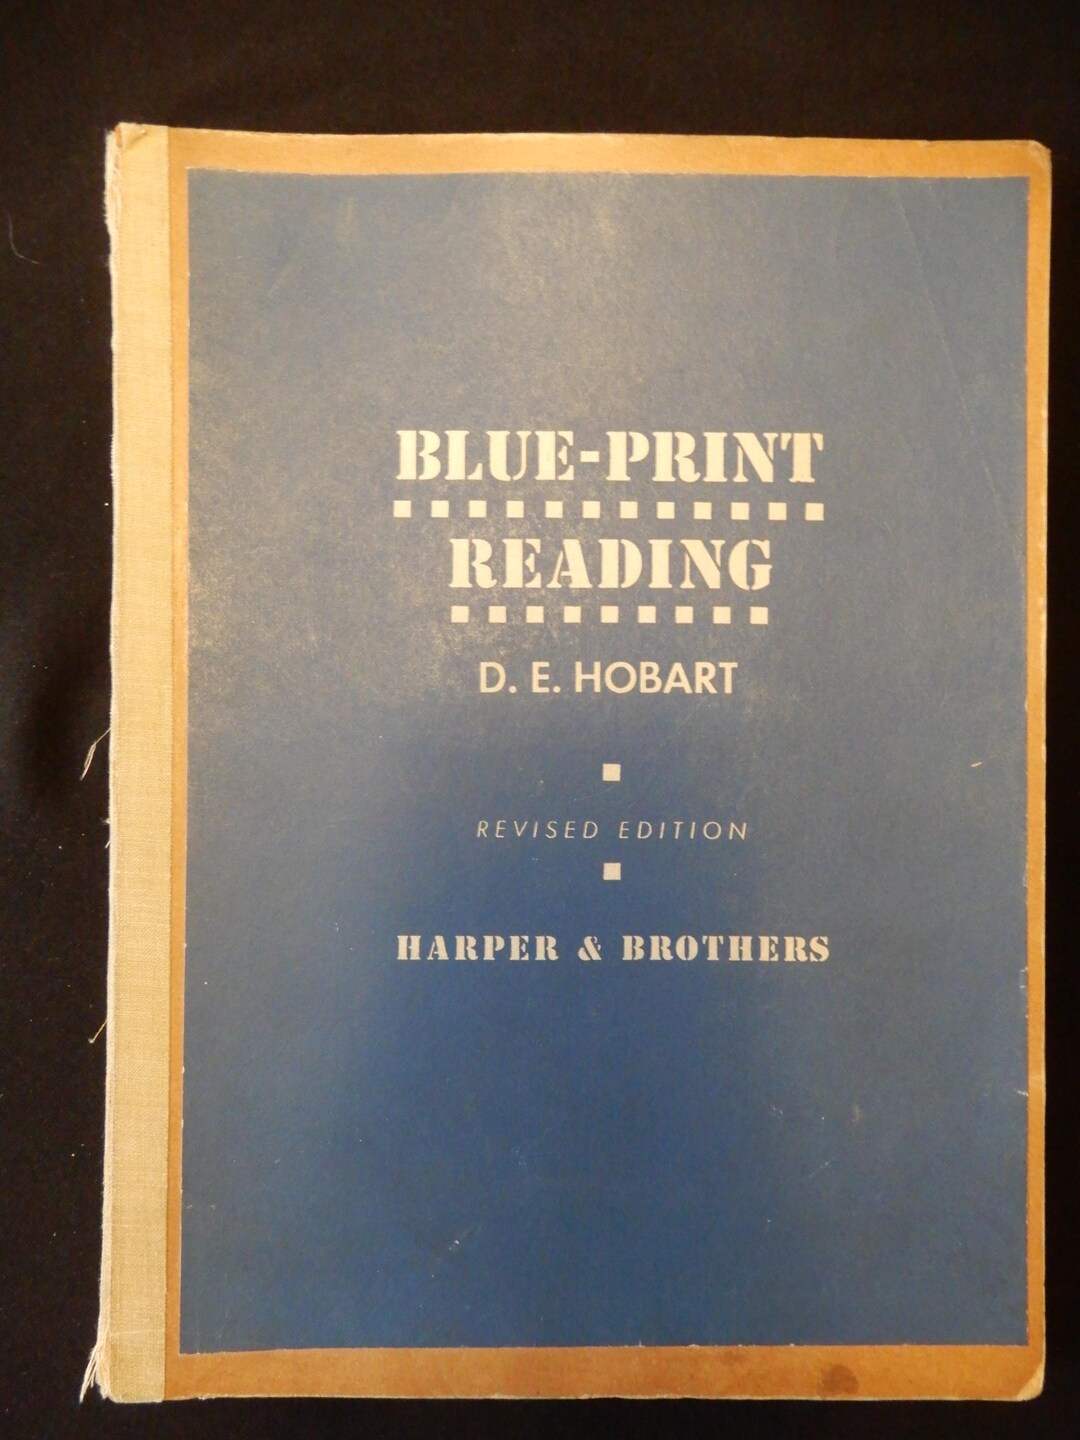 BLUE-PRINT
READING
D. E. HOBART
REVISED EDITION
HARPER & BROTHERS